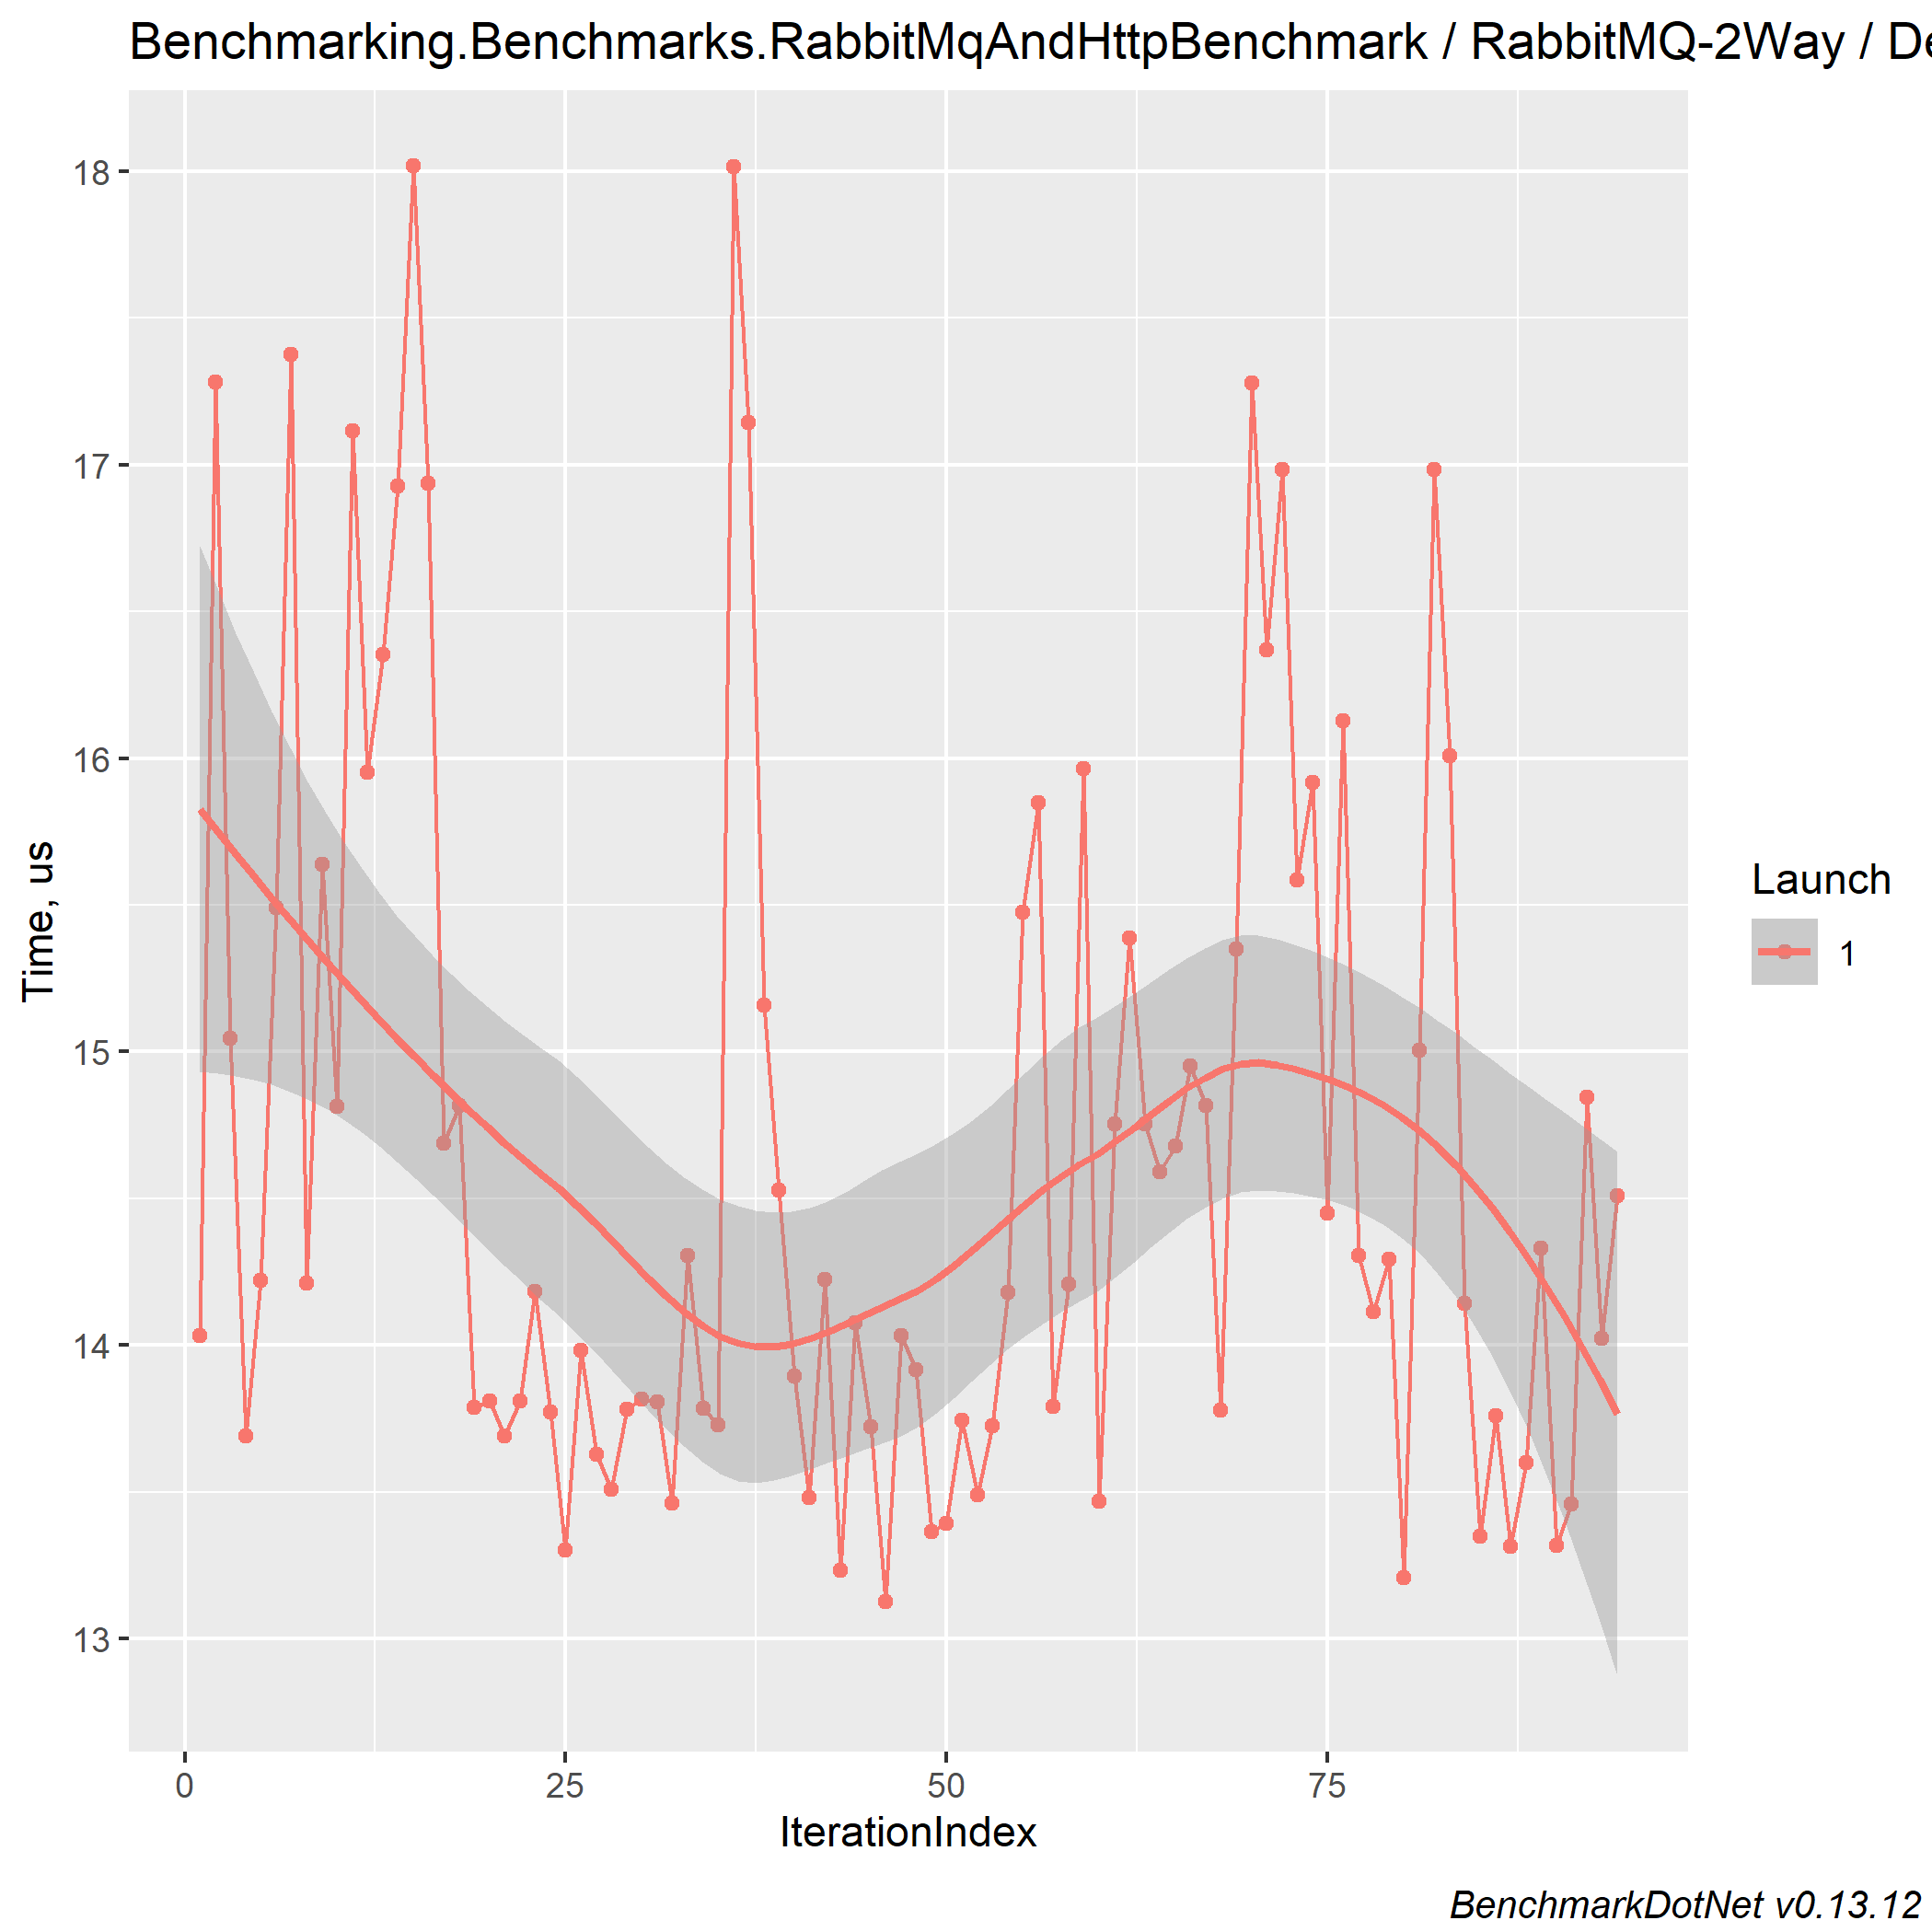 Benchmarking.Benchmarks.RabbitMqAndHttpBenchmark / RabbitMQ-2Way / De
18
17
16
15
14
13
Time, us
0 25 50 75
IterationIndex
Launch
1
BenchmarkDotNet v0.13.12